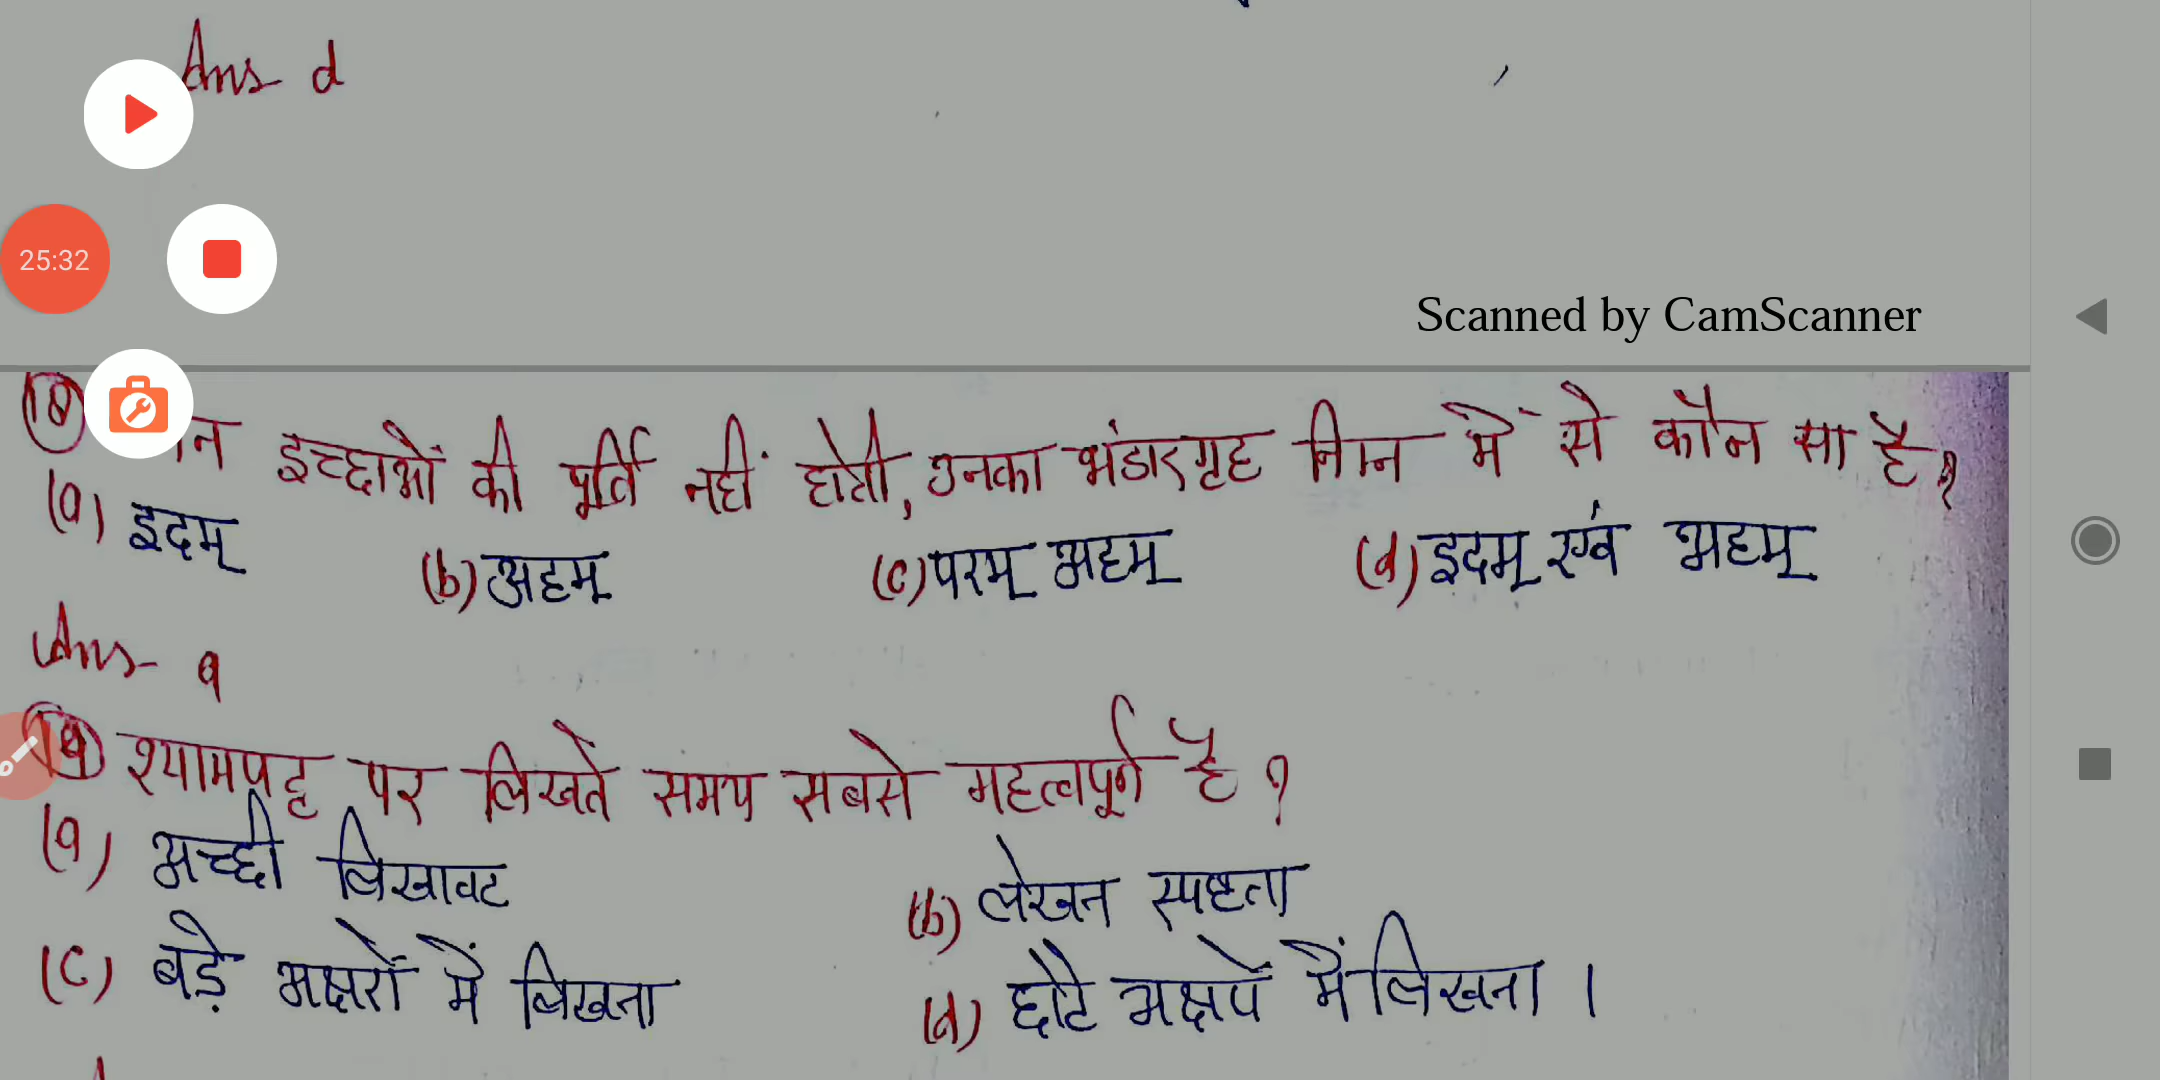 Ans d
25:32
Scanned by CamScanner
(18) इच्छाओं की पूर्ति नहीं होती, उनका भंडारगृह निम्न में से कौन सा है?
(a) इदम् (b) अहम् (c) परम् अहम् (d) इदम् एवं अहम्
Ans- a
(19) श्यामपट्ट पर लिखते समय सबसे महत्वपूर्ण है ?
(a) अच्छी लिखावट (b) लेखन स्पष्टता
(c) बड़े अक्षरों में लिखना (d) छोटे अक्षरों में लिखना ।